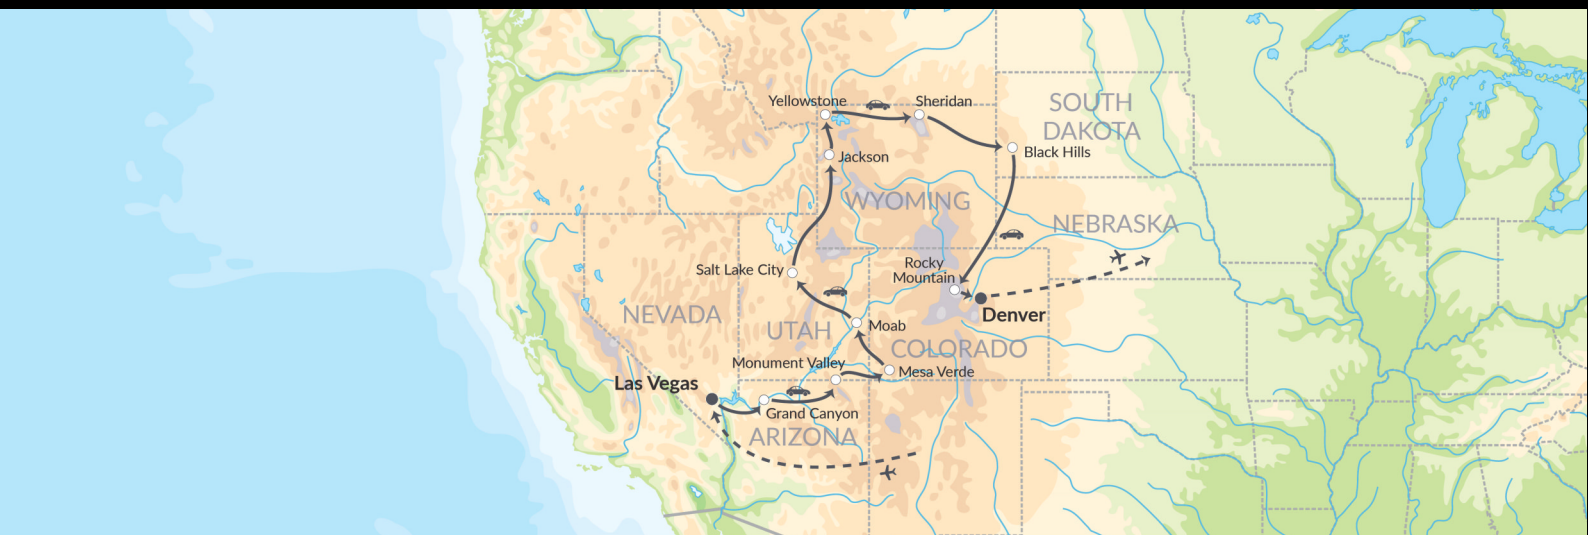 Yellowstone
Sheridan
SOUTH
DAKOTA
Black Hills
Jackson
WYOMING
NEBRASKA
Rocky
Mountain
Salt Lake City
Denver
NEVADA
UTAH
Moab
COLORADO
Monument Valley
Mesa Verde
Las Vegas
Grand Canyon
ARIZONA